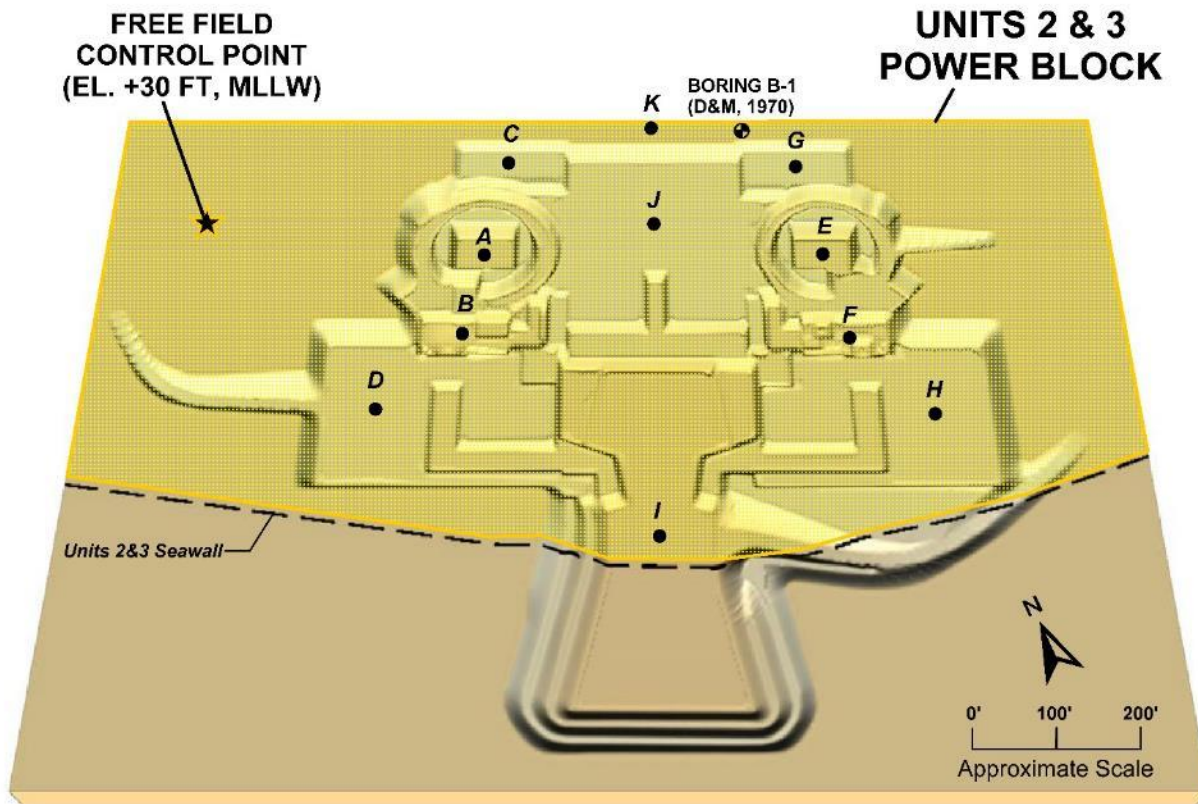 FREE FIELD
CONTROL POINT
(EL. +30 FT, MLLW)
UNITS 2 & 3
POWER BLOCK
BORING B-1
(D&M, 1970)
K
C
G
J
A
E
B
F
D
H
I
Units 2&3 Seawall
N
0' 100' 200'
Approximate Scale